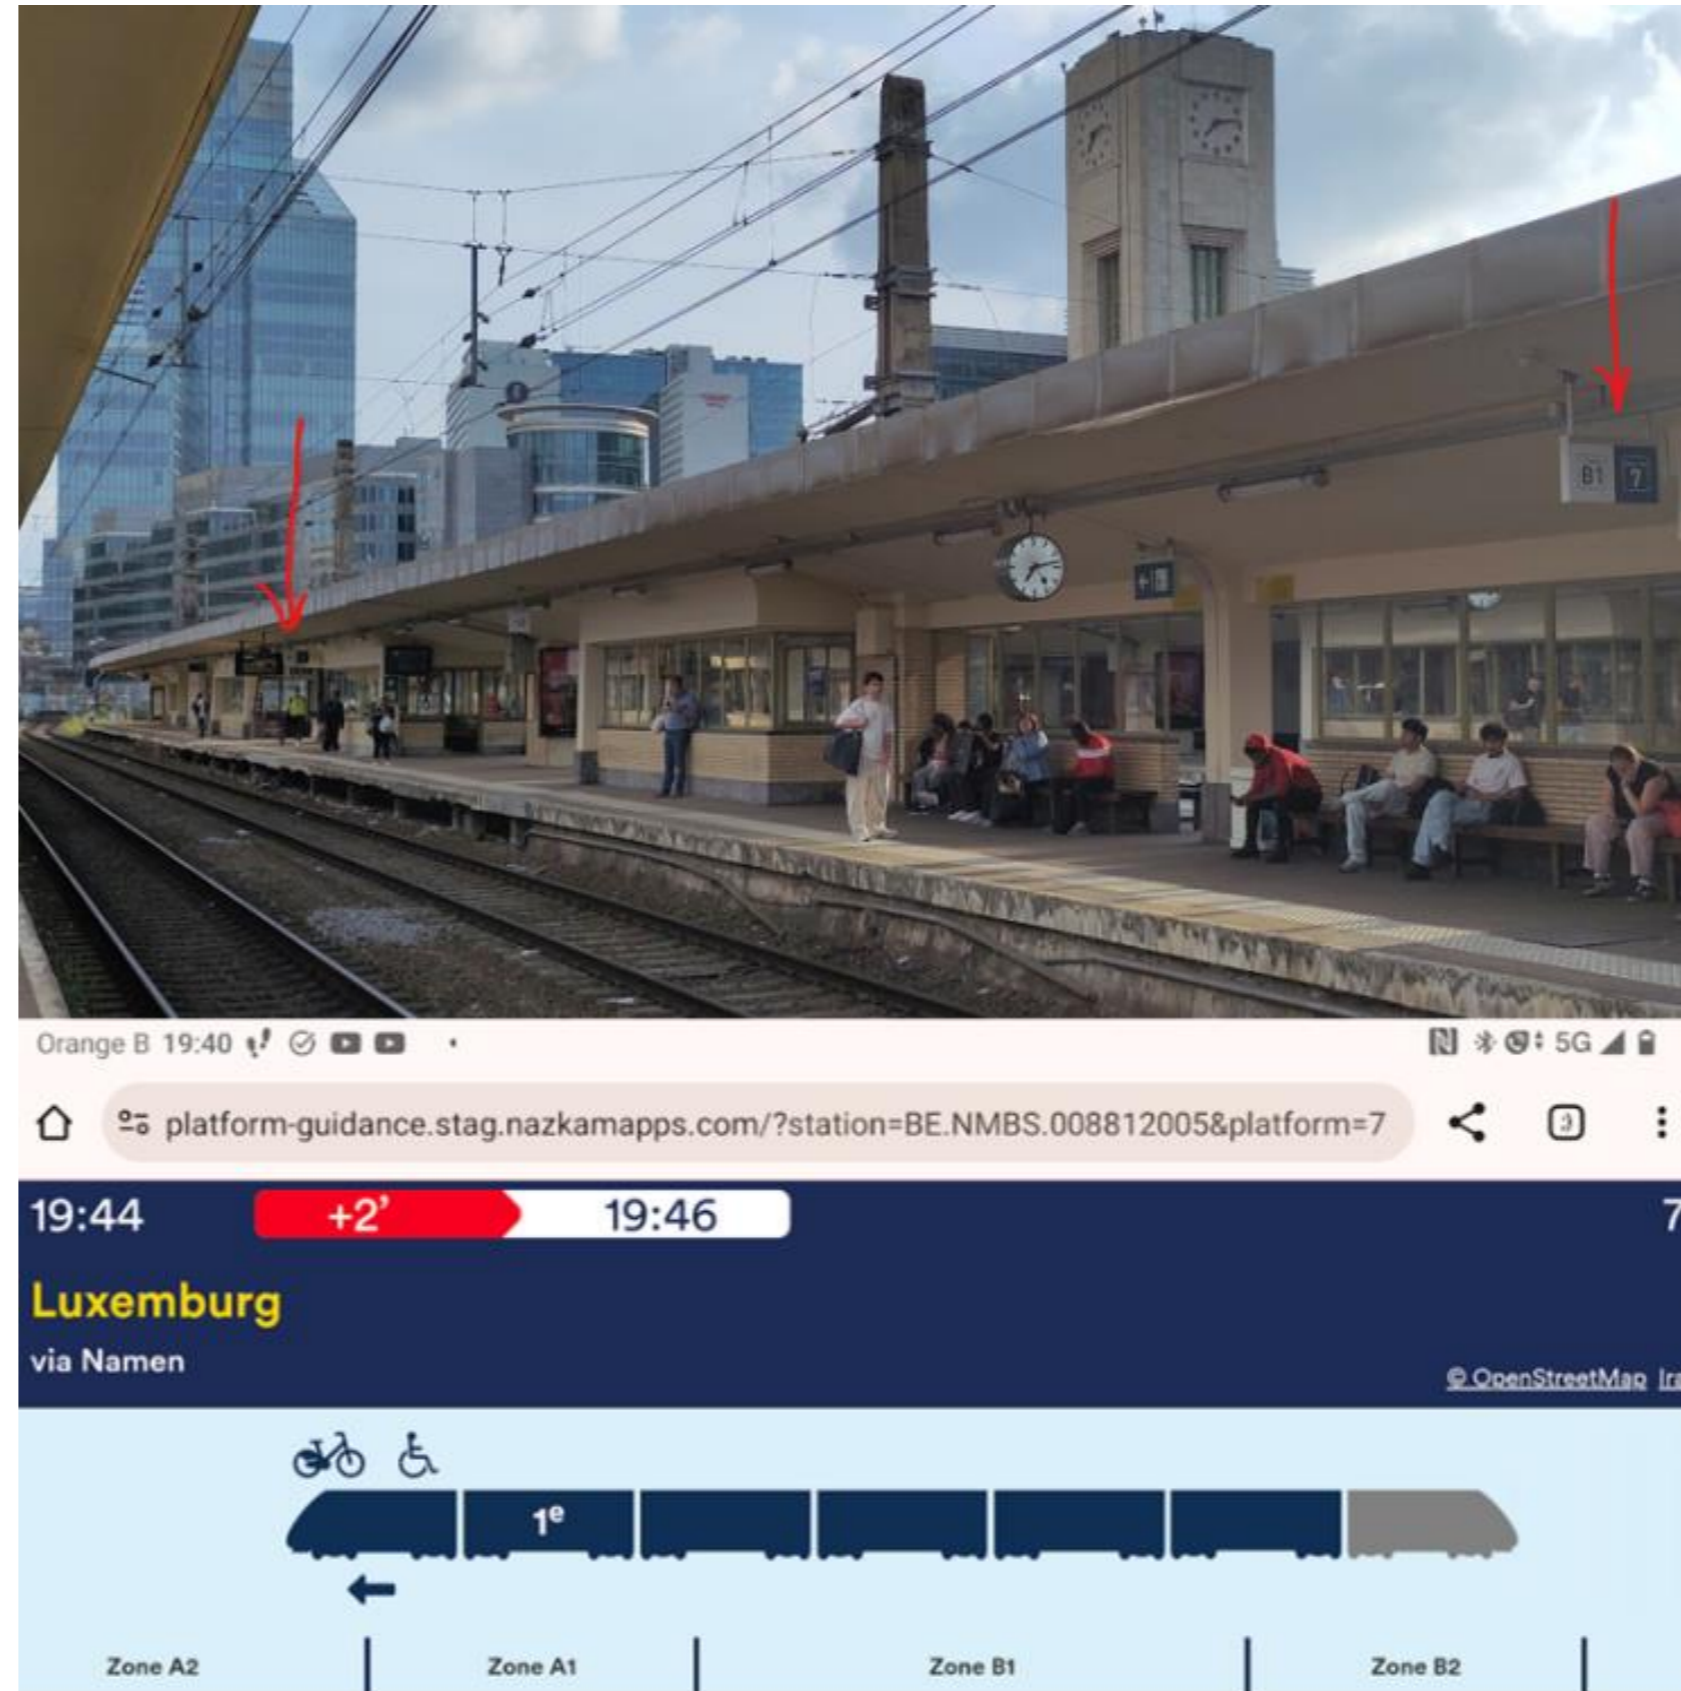 B1 7
Orange B 19:40
5G
platform-guidance.stag.nazkamapps.com/?station=BE.NMBS.008812005&platform=7
19:44 +2’ 19:46 7
Luxemburg
via Namen
© OpenStreetMap
1e
Zone A2 Zone A1 Zone B1 Zone B2